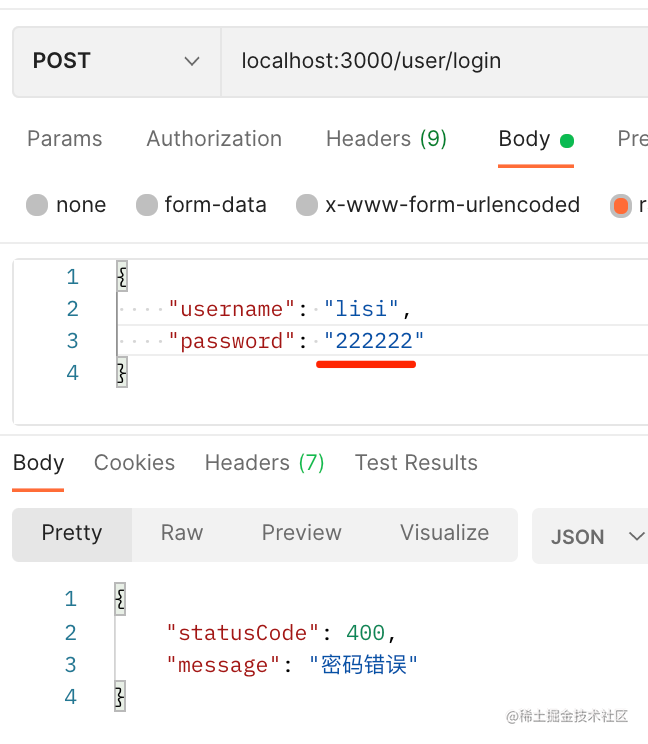 POST localhost:3000/user/login
Params Authorization Headers (9) Body Pre
none form-data x-www-form-urlencoded r
1 {
2 "username": "lisi",
3 "password": "222222"
4 }
Body Cookies Headers (7) Test Results
Pretty Raw Preview Visualize JSON
1 {
2 "statusCode": 400,
3 "message": "密码错误"
4 }
@稀土掘金技术社区